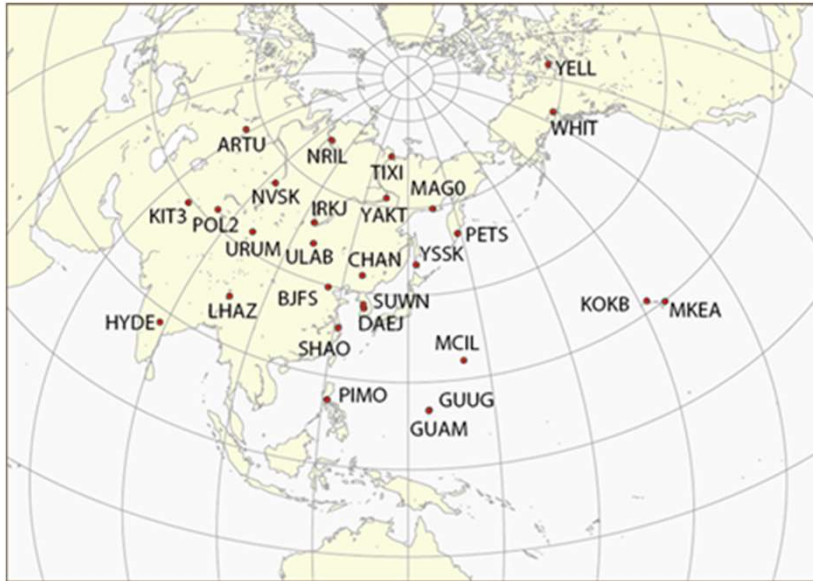 YELL
WHIT
ARTU
NRIL
TIXI
MAG0
NVSK
KIT3
POL2
IRKJ
YAKT
PETS
URUM
ULAB
CHAN
YSSK
LHAZ
BJFS
SUWN
KOKB
MKEA
HYDE
DAEJ
SHAO
MCIL
PIMO
GUUG
GUAM